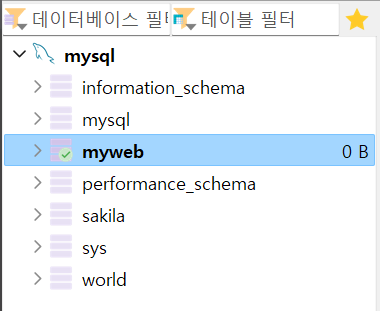 데이터베이스 필터 테이블 필터
mysql
information_schema
mysql
myweb 0 B
performance_schema
sakila
sys
world